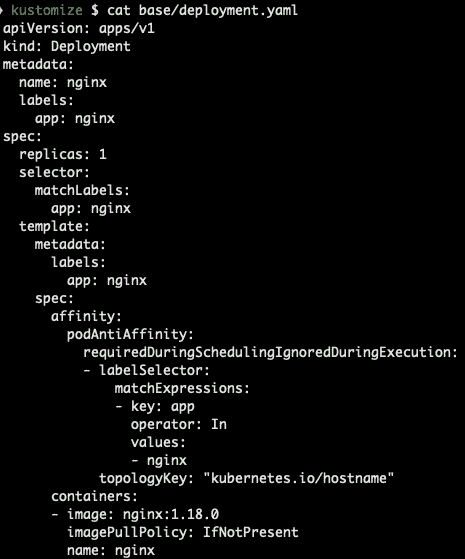 kustomize $ cat base/deployment.yaml
apiVersion: apps/v1
kind: Deployment
metadata:
  name: nginx
  labels:
    app: nginx
spec:
  replicas: 1
  selector:
    matchLabels:
      app: nginx
  template:
    metadata:
      labels:
        app: nginx
    spec:
      affinity:
        podAntiAffinity:
          requiredDuringSchedulingIgnoredDuringExecution:
          - labelSelector:
              matchExpressions:
              - key: app
                operator: In
                values:
                - nginx
            topologyKey: "kubernetes.io/hostname"
      containers:
      - image: nginx:1.18.0
        imagePullPolicy: IfNotPresent
        name: nginx